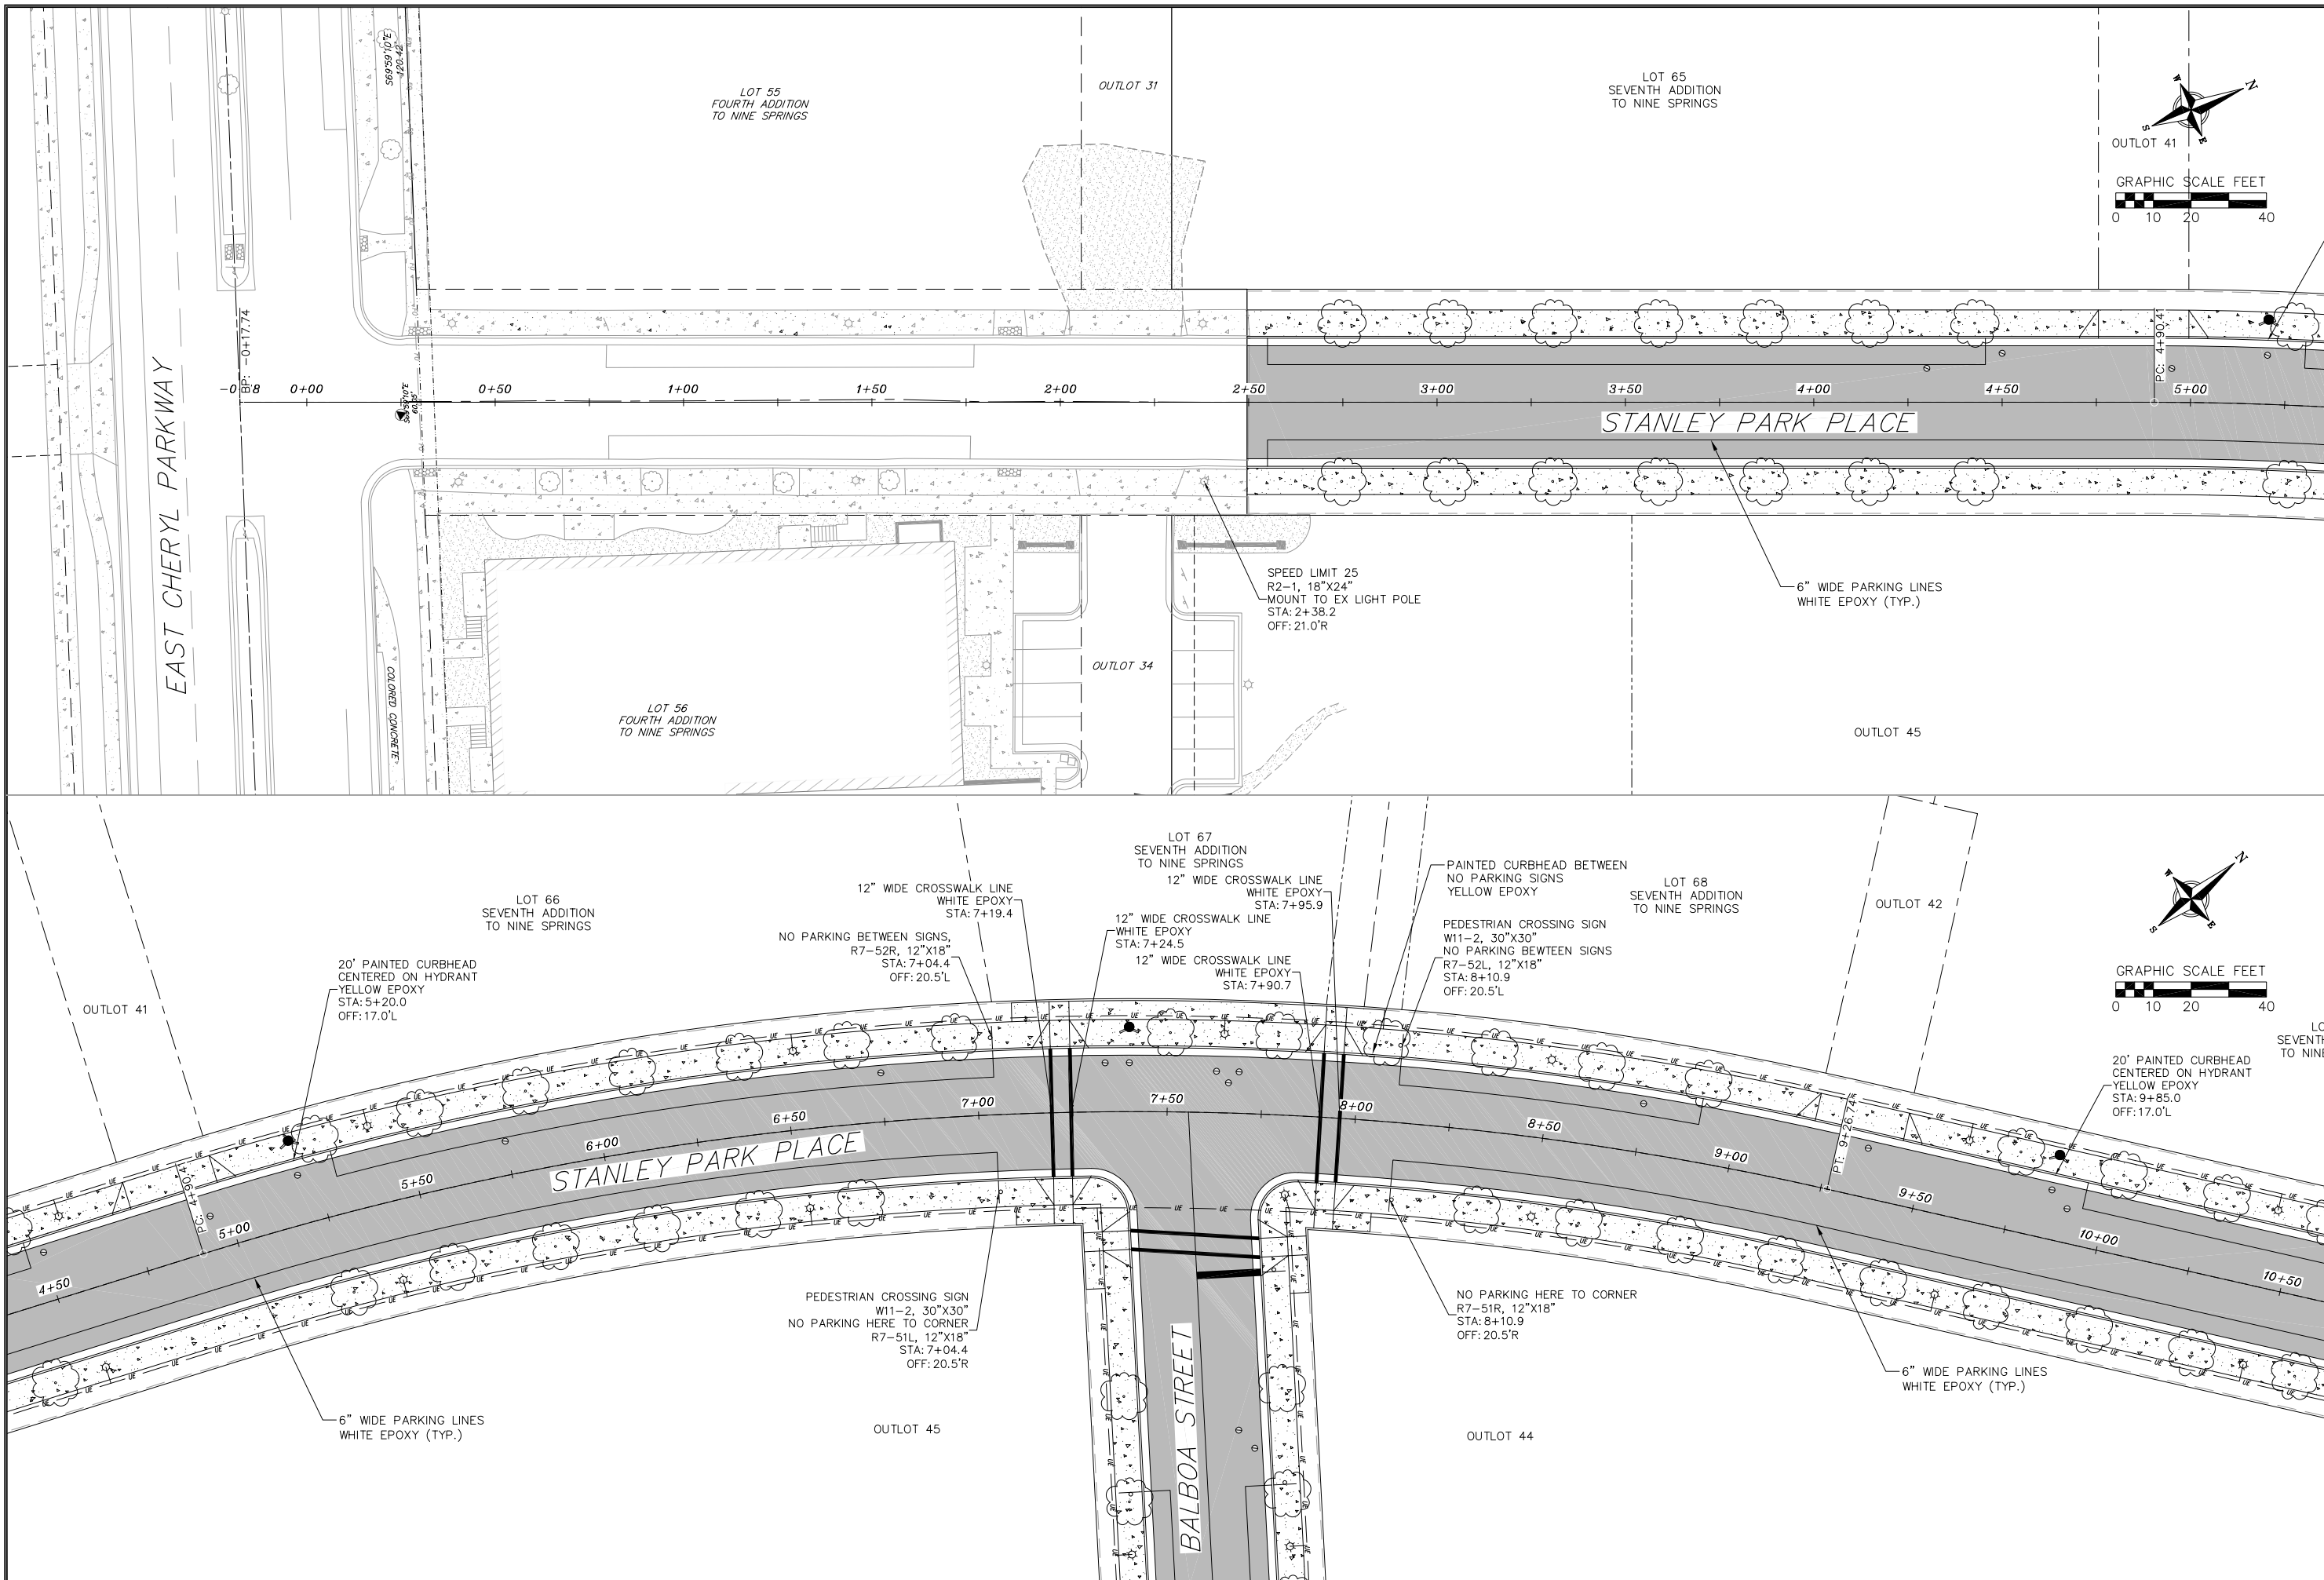 S69°59'10"E
120.42'
LOT 55
FOURTH ADDITION
TO NINE SPRINGS
OUTLOT 31
LOT 65
SEVENTH ADDITION
TO NINE SPRINGS
W
N
S
E
OUTLOT 41
GRAPHIC SCALE FEET
0 10 20 40
EAST CHERYL PARKWAY
BP: -0+17.74
PC: 4+90.41
0+00 0+50 1+00 1+50 2+00 2+50 3+00 3+50 4+00 4+50 5+00
S69°59'10"E
STANLEY PARK PLACE
SPEED LIMIT 25
R2-1, 18"X24"
MOUNT TO EX LIGHT POLE
STA: 2+38.2
OFF: 21.0'R
6" WIDE PARKING LINES
WHITE EPOXY (TYP.)
COLORED CONCRETE
LOT 56
FOURTH ADDITION
TO NINE SPRINGS
OUTLOT 34
OUTLOT 45
OUTLOT 41
20' PAINTED CURBHEAD
CENTERED ON HYDRANT
YELLOW EPOXY
STA: 5+20.0
OFF: 17.0'L
LOT 66
SEVENTH ADDITION
TO NINE SPRINGS
NO PARKING BETWEEN SIGNS,
R7-52R, 12"X18"
STA: 7+04.4
OFF: 20.5'L
12" WIDE CROSSWALK LINE
WHITE EPOXY
STA: 7+19.4
LOT 67
SEVENTH ADDITION
TO NINE SPRINGS
12" WIDE CROSSWALK LINE
WHITE EPOXY
STA: 7+95.9
12" WIDE CROSSWALK LINE
WHITE EPOXY
STA: 7+24.5
12" WIDE CROSSWALK LINE
WHITE EPOXY
STA: 7+90.7
PAINTED CURBHEAD BETWEEN
NO PARKING SIGNS
YELLOW EPOXY
PEDESTRIAN CROSSING SIGN
W11-2, 30"X30"
NO PARKING BEWTEEN SIGNS
R7-52L, 12"X18"
STA: 8+10.9
OFF: 20.5'L
LOT 68
SEVENTH ADDITION
TO NINE SPRINGS
OUTLOT 42
W
N
S
E
GRAPHIC SCALE FEET
0 10 20 40
20' PAINTED CURBHEAD
CENTERED ON HYDRANT
YELLOW EPOXY
STA: 9+85.0
OFF: 17.0'L
TO NINE
PC: 4+90.41
PT: 9+26.74
4+50 5+00 5+50 6+00 6+50 7+00 7+50 8+00 8+50 9+00 9+50 10+00 10+50
STANLEY PARK PLACE
PEDESTRIAN CROSSING SIGN
W11-2, 30"X30"
NO PARKING HERE TO CORNER
R7-51L, 12"X18"
STA: 7+04.4
OFF: 20.5'R
NO PARKING HERE TO CORNER
R7-51R, 12"X18"
STA: 8+10.9
OFF: 20.5'R
6" WIDE PARKING LINES
WHITE EPOXY (TYP.)
6" WIDE PARKING LINES
WHITE EPOXY (TYP.)
OUTLOT 45
BALBOA STREET
OUTLOT 44